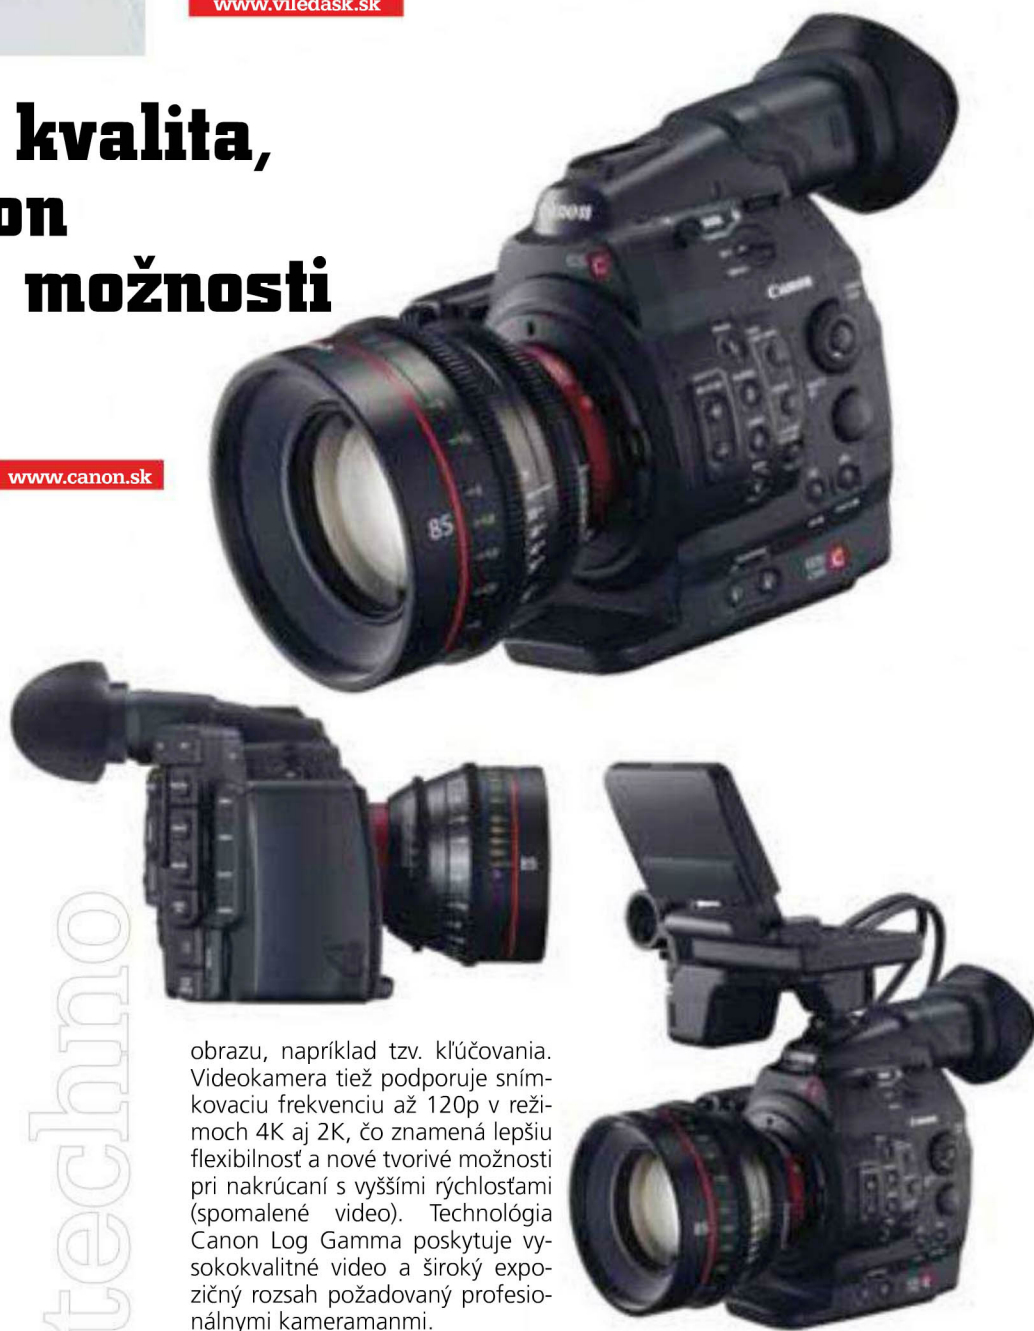 www.viledask.sk
kvalita,
on
možnosti
www.canon.sk
Canon
85
Canon
85
techno
obrazu, napríklad tzv. kľúčovania.
Videokamera tiež podporuje sním-
kovaciu frekvenciu až 120p v reži-
moch 4K aj 2K, čo znamená lepšiu
flexibilnosť a nové tvorivé možnosti
pri nakrúcaní s vyššími rýchlosťami
(spomalené video). Technológia
Canon Log Gamma poskytuje vy-
sokokvalitné video a široký expo-
zičný rozsah požadovaný profesio-
nálnymi kameramanmi.